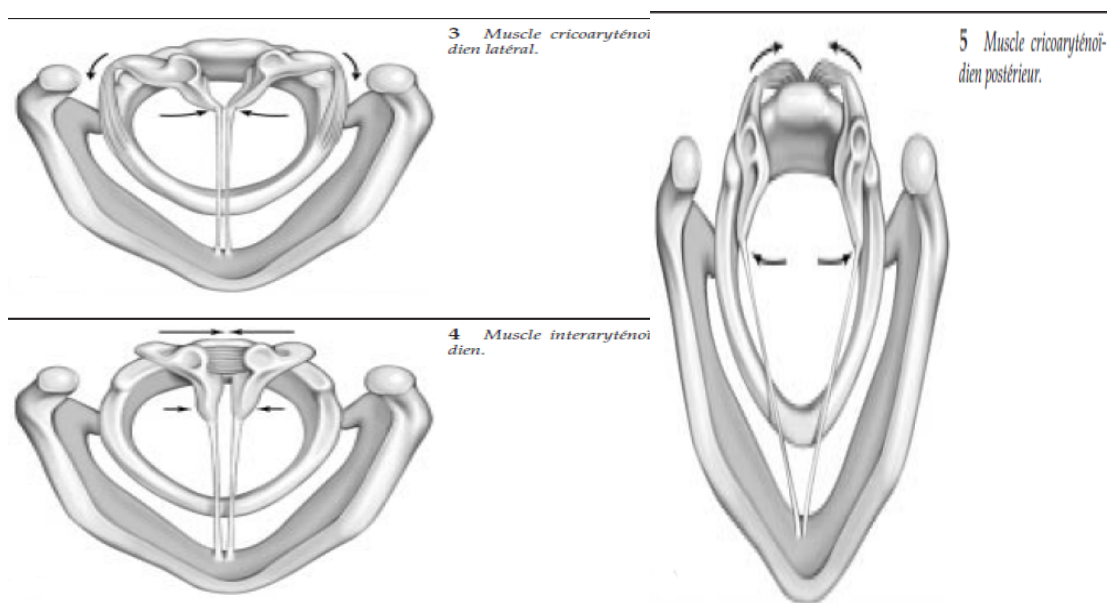 3 Muscle cricoaryténoï-
dien latéral.
4 Muscle interaryténoï-
dien.
5 Muscle cricoaryténoï-
dien postérieur.